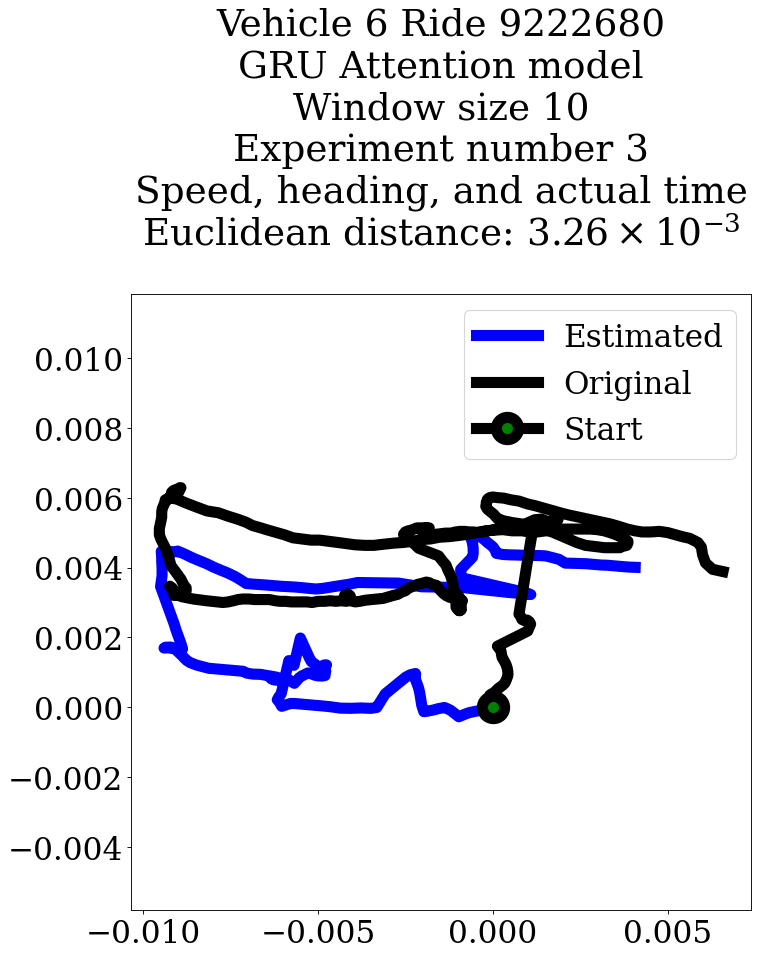 Vehicle 6 Ride 9222680
GRU Attention model
Window size 10
Experiment number 3
Speed, heading, and actual time
Euclidean distance: 3.26 × 10⁻³
Estimated
Original
Start
0.010
0.008
0.006
0.004
0.002
0.000
−0.002
−0.004
−0.010 −0.005 0.000 0.005